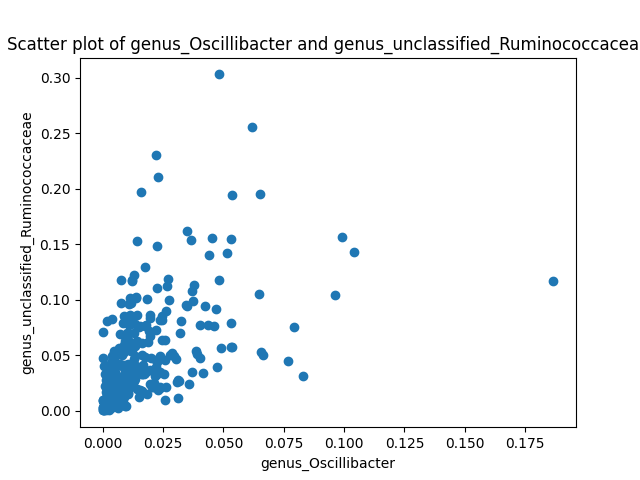 Scatter plot of genus_Oscillibacter and genus_unclassified_Ruminococcacea
0.30
0.25
0.20
0.15
0.10
0.05
0.00
genus_unclassified_Ruminococcaceae
0.000 0.025 0.050 0.075 0.100 0.125 0.150 0.175
genus_Oscillibacter